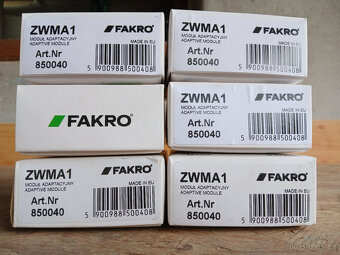 ZWMA1 FAKRO
MODUŁ ADAPTACYJNY
ADAPTIVE MODULE
MADE IN EU
Art.Nr
850040
5 900988 500408
ZWMA1 FAKRO
MODUŁ ADAPTACYJNY
ADAPTIVE MODULE
MADE IN EU
Art.Nr
850040
5 900988 500408
FAKRO®
ZWMA1 FAKRO
MODUŁ ADAPTACYJNY
ADAPTIVE MODULE
MADE IN EU
Art.Nr
850040
5 900988 500408
ZWMA1 FAKRO
MODUŁ ADAPTACYJNY
ADAPTIVE MODULE
MADE IN EU
Art.Nr
850040
5 900988 500408
ZWMA1 FAKRO
MODUŁ ADAPTACYJNY
ADAPTIVE MODULE
MADE IN EU
Art.Nr
850040
5 900988 500408